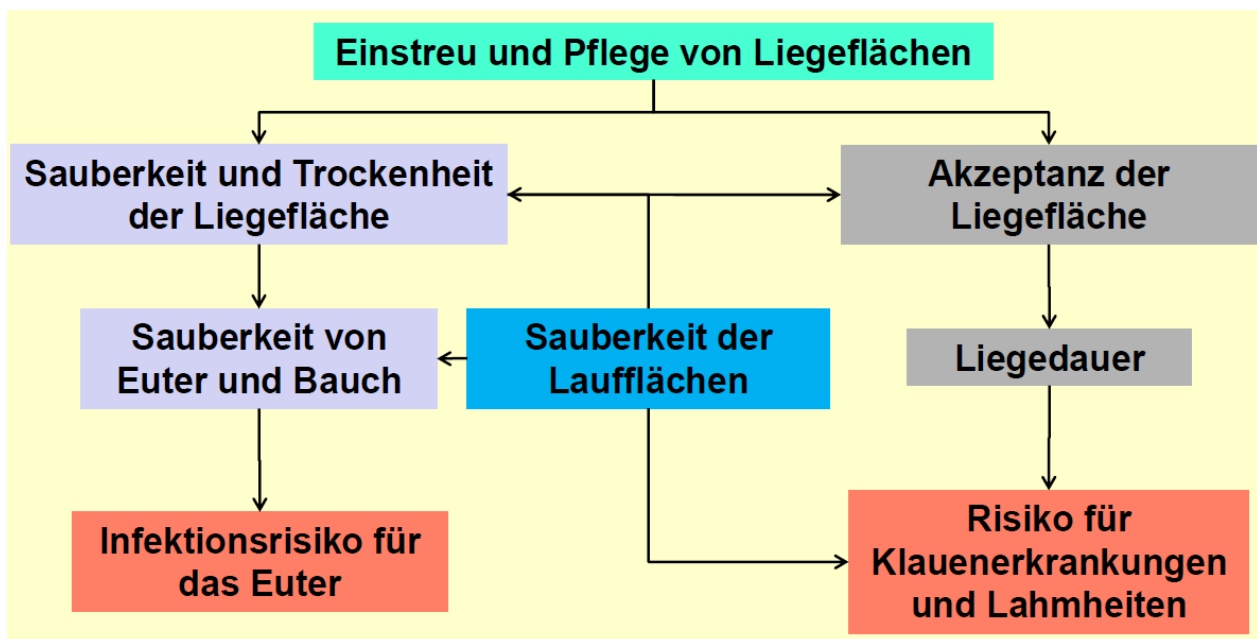 Einstreu und Pflege von Liegeflächen
Sauberkeit und Trockenheit
der Liegefläche
Akzeptanz der
Liegefläche
Sauberkeit von
Euter und Bauch
Sauberkeit der
Laufflächen
Liegedauer
Infektionsrisiko für
das Euter
Risiko für
Klauenerkrankungen
und Lahmheiten